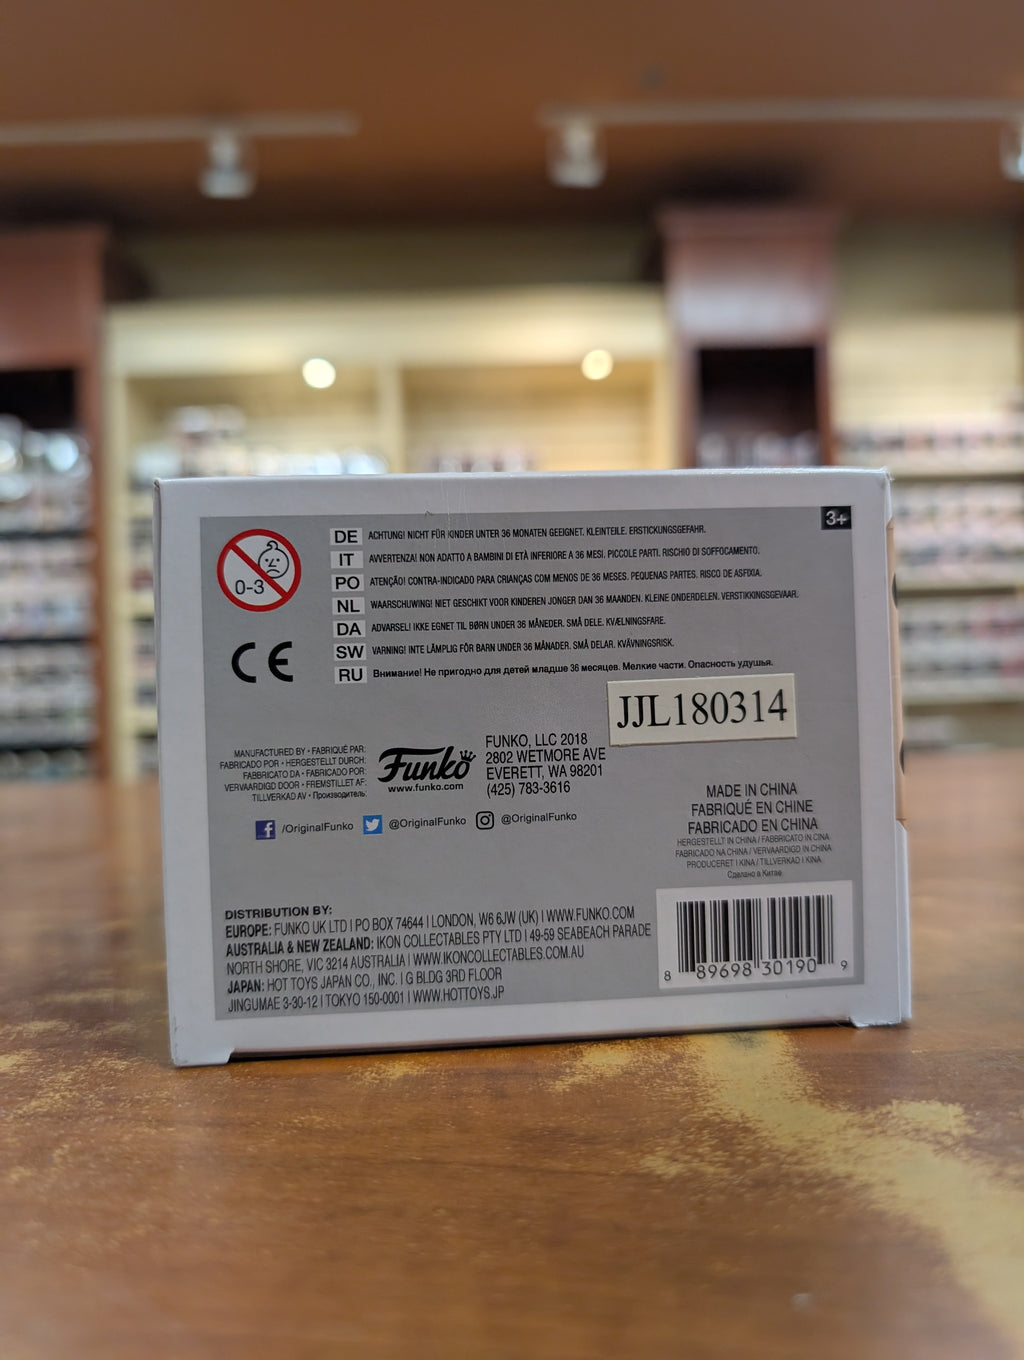 3+
0-3
DE ACHTUNG! NICHT FÜR KINDER UNTER 36 MONATEN GEEIGNET. KLEINTEILE. ERSTICKUNGSGEFAHR.
IT AVVERTENZA! NON ADATTO A BAMBINI DI ETÀ INFERIORE A 36 MESI. PICCOLE PARTI. RISCHIO DI SOFFOCAMENTO.
PO ATENÇÃO! CONTRA-INDICADO PARA CRIANÇAS COM MENOS DE 36 MESES. PEQUENAS PARTES. RISCO DE ASFIXIA.
NL WAARSCHUWING! NIET GESCHIKT VOOR KINDEREN JONGER DAN 36 MAANDEN. KLEINE ONDERDELEN. VERSTIKKINGSGEVAAR.
DA ADVARSEL! IKKE EGNET TIL BØRN UNDER 36 MÅNEDER. SMÅ DELE. KVÆLNINGSFARE.
SW VARNING! INTE LÄMPLIG FÖR BARN UNDER 36 MÅNADER. SMÅ DELAR. KVÄVNINGSRISK.
RU Внимание! Не пригодно для детей младше 36 месяцев. Мелкие части. Опасность удушья.
CE
JJL180314
MANUFACTURED BY • FABRIQUÉ PAR:
FABRICADO POR • HERGESTELLT DURCH:
FABBRICATO DA • FABRICADO POR:
VERVAARDIGD DOOR • FREMSTILLET AF:
TILLVERKAD AV • Производитель:
Funko
www.funko.com
FUNKO, LLC 2018
2802 WETMORE AVE
EVERETT, WA 98201
(425) 783-3616
/OriginalFunko @OriginalFunko @OriginalFunko
MADE IN CHINA
FABRIQUÉ EN CHINE
FABRICADO EN CHINA
HERGESTELLT IN CHINA / FABBRICATO IN CINA
FABRICADO NA CHINA / VERVAARDIGD IN CHINA
PRODUCERET I KINA / TILLVERKAD I KINA
Сделано в Китае
DISTRIBUTION BY:
EUROPE: FUNKO UK LTD | PO BOX 74644 | LONDON, W6 6JW (UK) | WWW.FUNKO.COM
AUSTRALIA & NEW ZEALAND: IKON COLLECTABLES PTY LTD | 49-59 SEABEACH PARADE
NORTH SHORE, VIC 3214 AUSTRALIA | WWW.IKONCOLLECTABLES.COM.AU
JAPAN: HOT TOYS JAPAN CO., INC. | G BLDG 3RD FLOOR
JINGUMAE 3-30-12 | TOKYO 150-0001 | WWW.HOTTOYS.JP
8 89698 30190 9